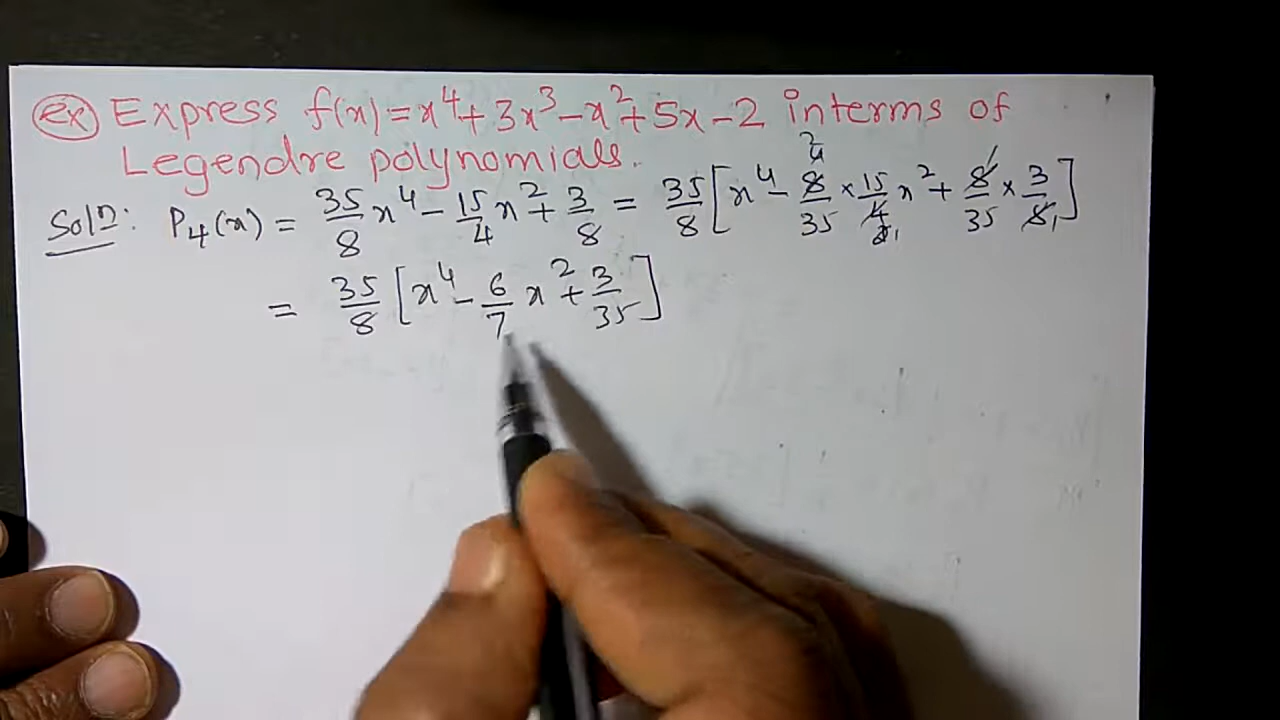 ex Express f(x)=x⁴+3x³-x²+5x-2 interms of
Legendre polynomials.
Solⁿ: P₄(x) = 35/8 x⁴ - 15/4 x² + 3/8 = 35/8 [x⁴ - 8/35 × 15/4 x² + 8/35 × 3/8]
= 35/8 [x⁴ - 6/7 x² + 3/35]